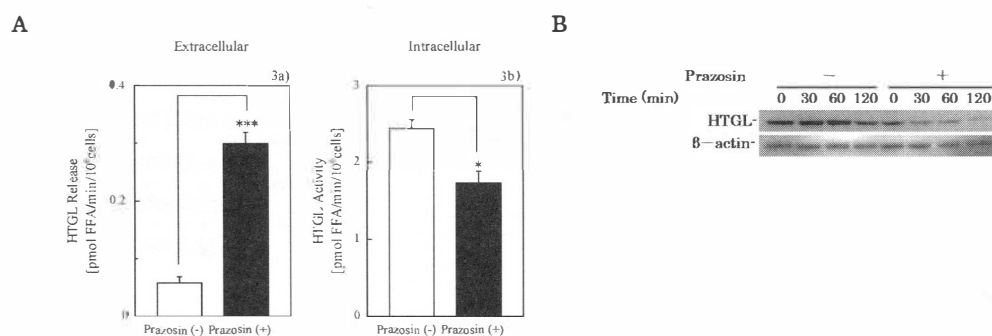 A
B
Extracellular
Intracellular
3a)
3b)
0.4
0.2
0
***
HTGL Release
[pmol FFA/min/10⁶cells]
Prazosin (-) Prazosin (+)
3
2
1
0
*
HTGL Activity
[pmol FFA/min/10⁶cells]
Prazosin (-) Prazosin (+)
Prazosin − +
Time (min) 0 30 60 120 0 30 60 120
HTGL-
β-actin-